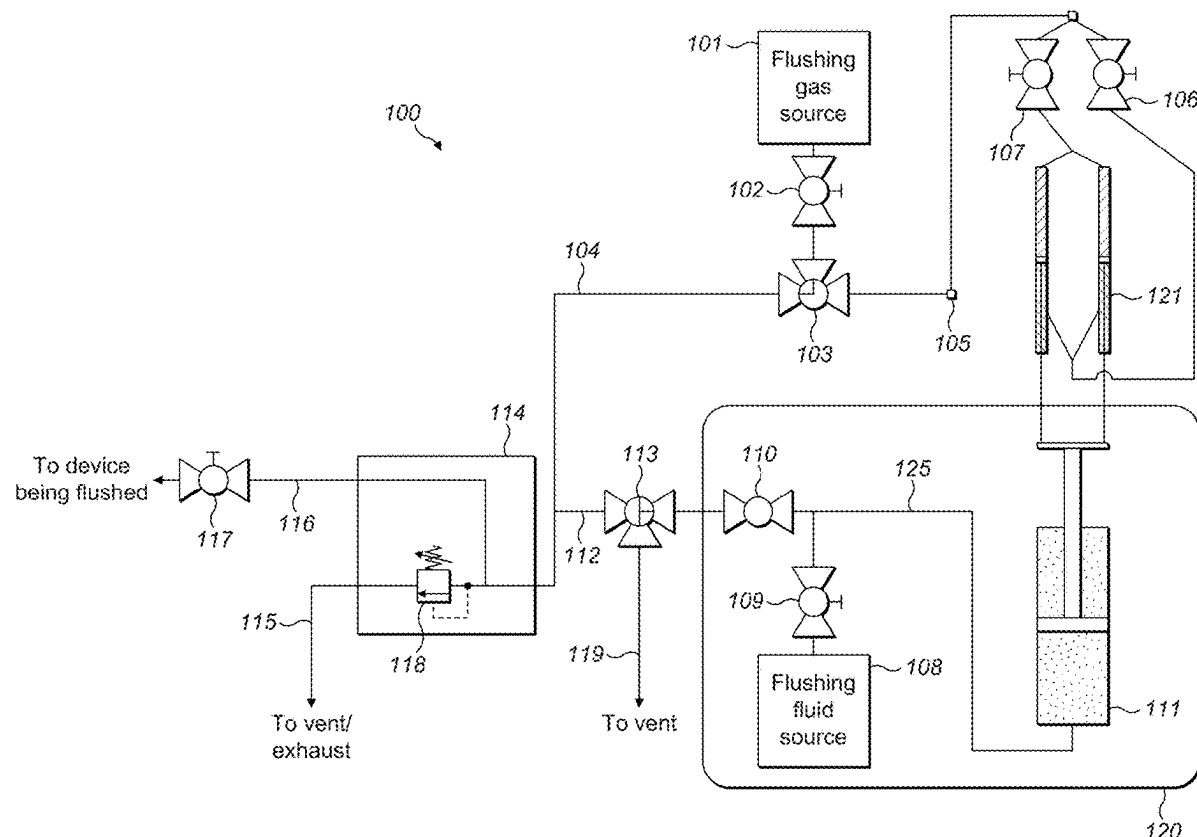 101
Flushing
gas
source
100
102
107
106
104
103
105
121
114
113
110
125
To device
being flushed
117
116
112
109
115
118
119
108
Flushing
fluid
source
111
To vent/
exhaust
To vent
120